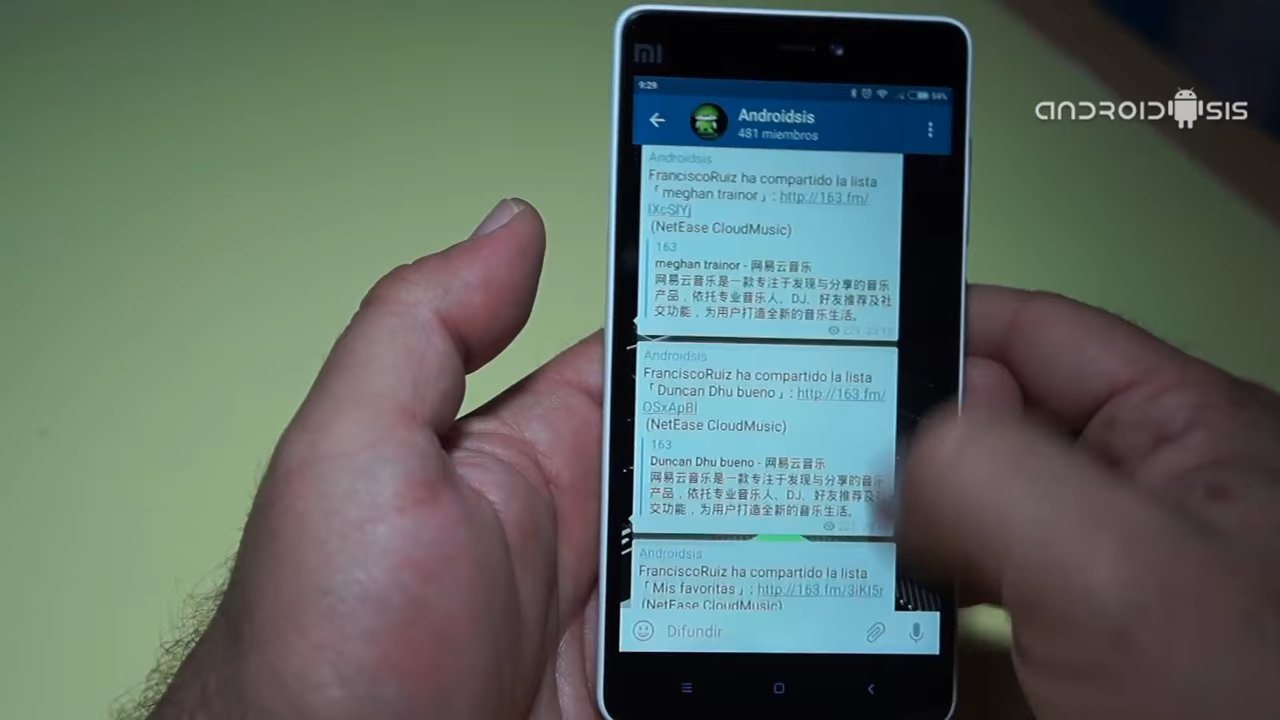 mi
ANDROIDSIS
9:29
54%
Androidsis
481 miembros
Androidsis
FranciscoRuiz ha compartido la lista
「meghan trainor」: http://163.fm/
IXcSIYj
(NetEase CloudMusic)
163
meghan trainor - 网易云音乐
网易云音乐是一款专注于发现与分享的音乐
产品，依托专业音乐人、DJ、好友推荐及社
交功能，为用户打造全新的音乐生活。
Androidsis
FranciscoRuiz ha compartido la lista
「Duncan Dhu bueno」: http://163.fm/
OSxApBI
(NetEase CloudMusic)
163
Duncan Dhu bueno - 网易云音乐
网易云音乐是一款专注于发现与分享的音乐
产品，依托专业音乐人、DJ、好友推荐及社
交功能，为用户打造全新的音乐生活。
Androidsis
FranciscoRuiz ha compartido la lista
「Mis favoritas」: http://163.fm/3iKI5r
(NetEase CloudMusic)
Difundir